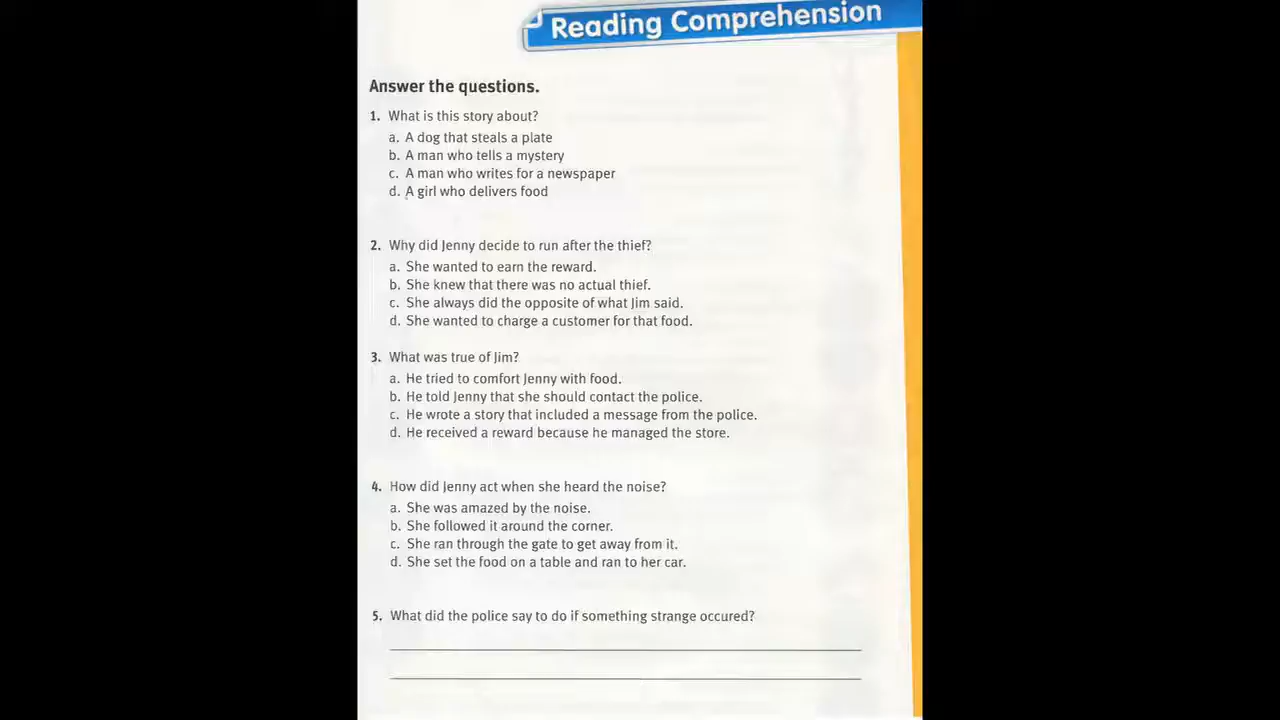 Reading Comprehension
Answer the questions.
1. What is this story about?
a. A dog that steals a plate
b. A man who tells a mystery
c. A man who writes for a newspaper
d. A girl who delivers food
2. Why did Jenny decide to run after the thief?
a. She wanted to earn the reward.
b. She knew that there was no actual thief.
c. She always did the opposite of what Jim said.
d. She wanted to charge a customer for that food.
3. What was true of Jim?
a. He tried to comfort Jenny with food.
b. He told Jenny that she should contact the police.
c. He wrote a story that included a message from the police.
d. He received a reward because he managed the store.
4. How did Jenny act when she heard the noise?
a. She was amazed by the noise.
b. She followed it around the corner.
c. She ran through the gate to get away from it.
d. She set the food on a table and ran to her car.
5. What did the police say to do if something strange occured?